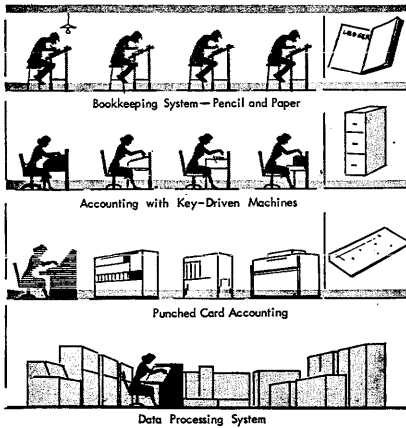 LEDGER
Bookkeeping System — Pencil and Paper
Accounting with Key-Driven Machines
Punched Card Accounting
Data Processing System